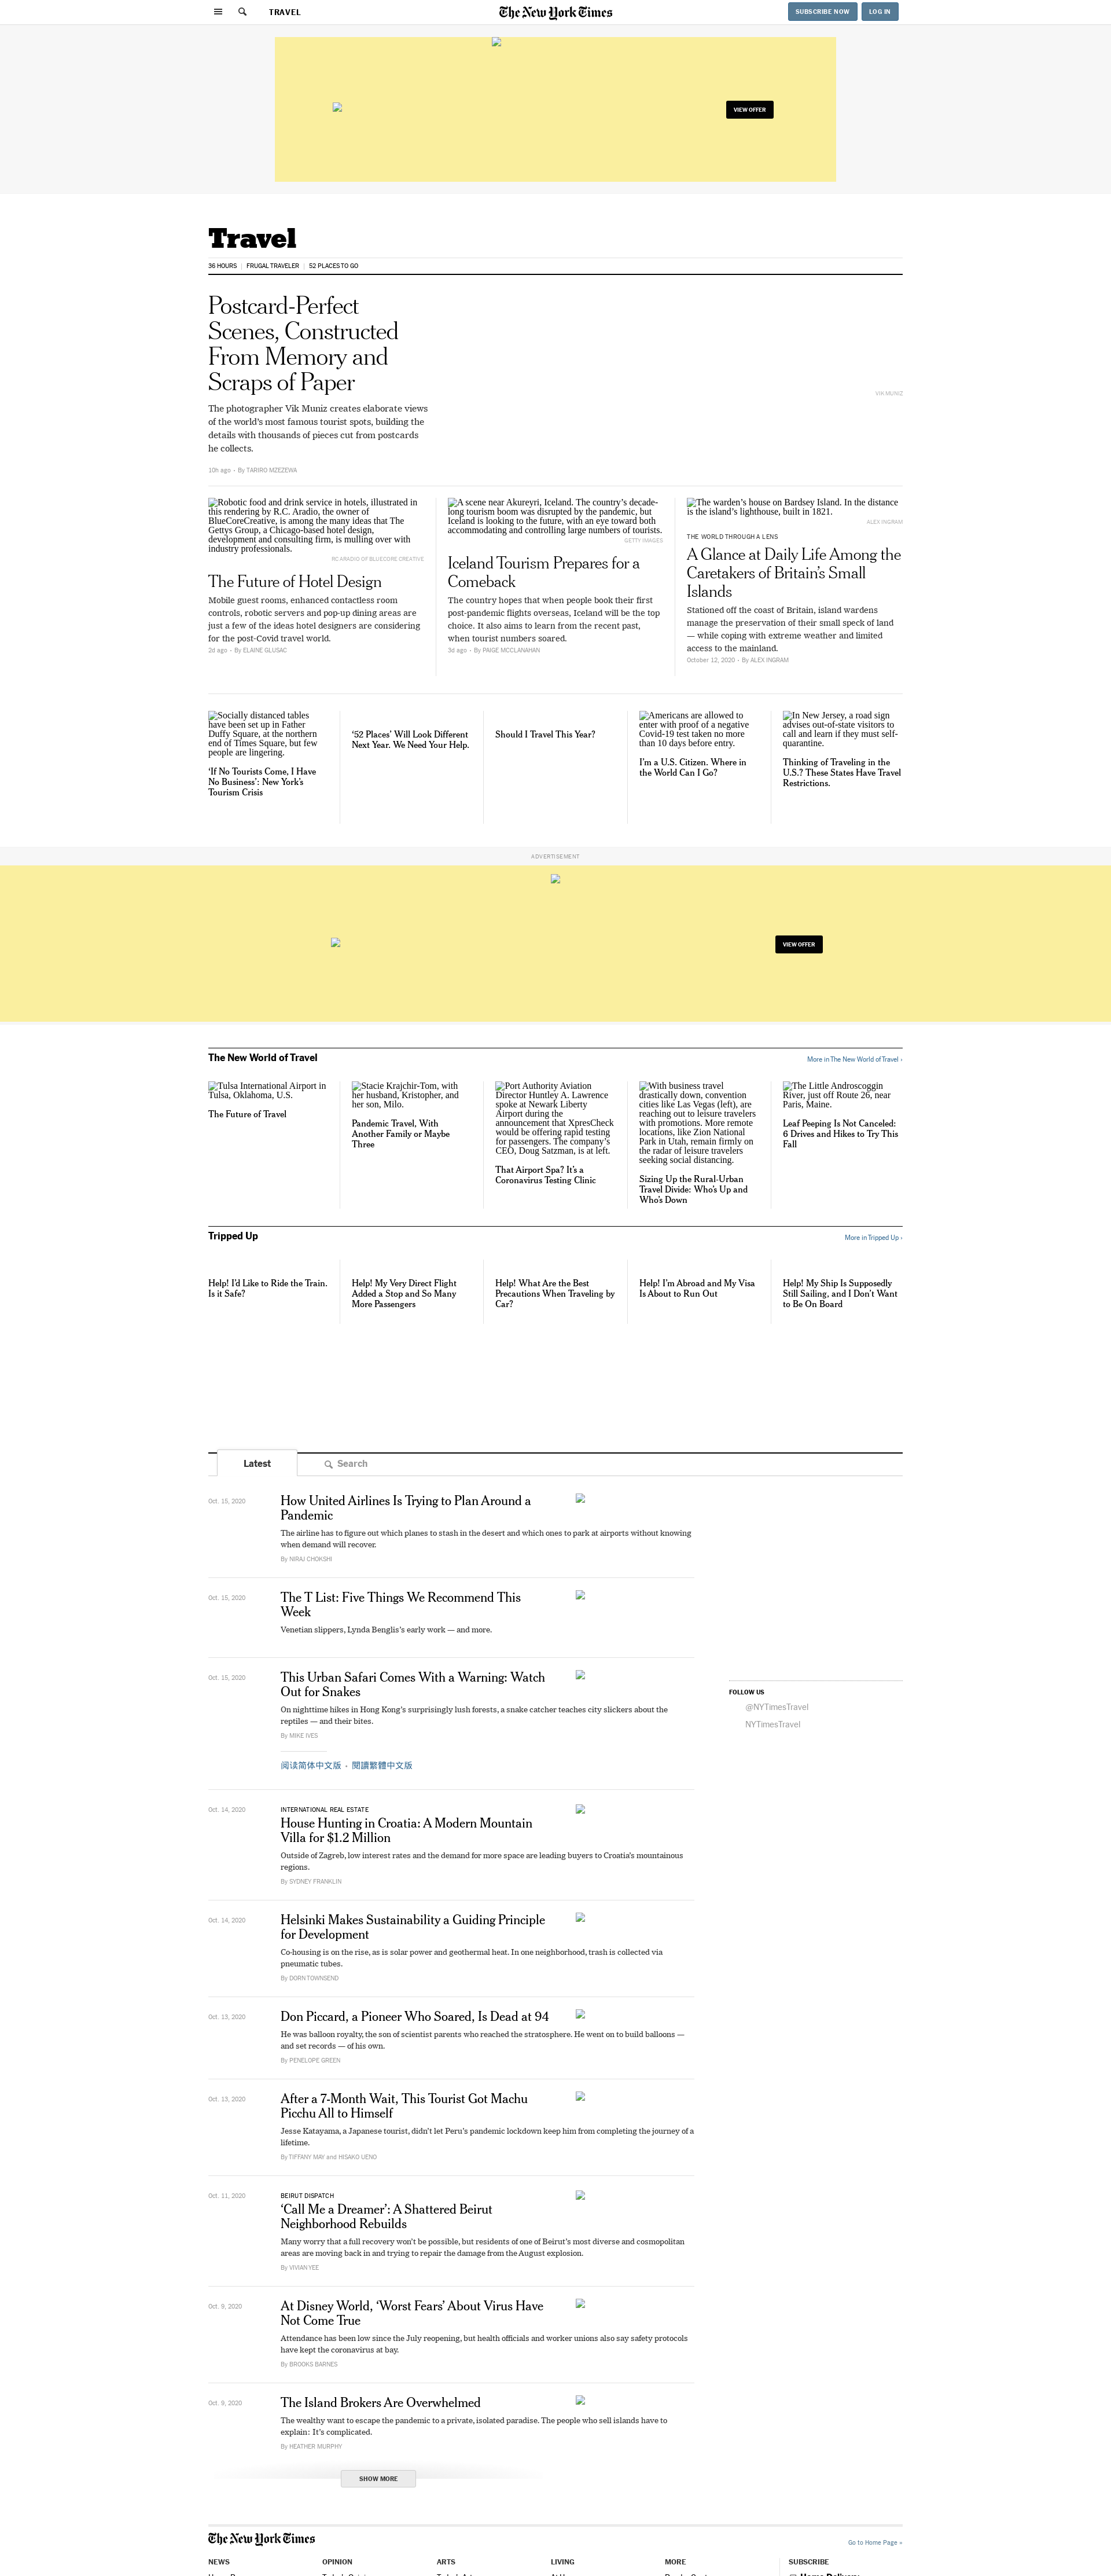 TRAVEL
The New York Times
SUBSCRIBE NOW
LOG IN
VIEW OFFER
Travel
36 HOURS
FRUGAL TRAVELER
52 PLACES TO GO
Postcard-Perfect
Scenes, Constructed
From Memory and
Scraps of Paper
The photographer Vik Muniz creates elaborate views
of the world's most famous tourist spots, building the
details with thousands of pieces cut from postcards
he collects.
10h ago · By TARIRO MZEZEWA
VIK MUNIZ
Robotic food and drink service in hotels, illustrated in
this rendering by R.C. Aradio, the owner of
BlueCoreCreative, is among the many ideas that The
Gettys Group, a Chicago-based hotel design,
development and consulting firm, is mulling over with
industry professionals.
RC ARADIO OF BLUECORE CREATIVE
The Future of Hotel Design
Mobile guest rooms, enhanced contactless room
controls, robotic servers and pop-up dining areas are
just a few of the ideas hotel designers are considering
for the post-Covid travel world.
2d ago · By ELAINE GLUSAC
A scene near Akureyri, Iceland. The country's decade-
long tourism boom was disrupted by the pandemic, but
Iceland is looking to the future, with an eye toward both
accommodating and controlling large numbers of tourists.
GETTY IMAGES
Iceland Tourism Prepares for a
Comeback
The country hopes that when people book their first
post-pandemic flights overseas, Iceland will be the top
choice. It also aims to learn from the recent past,
when tourist numbers soared.
3d ago · By PAIGE MCCLANAHAN
The warden's house on Bardsey Island. In the distance
is the island's lighthouse, built in 1821.
ALEX INGRAM
THE WORLD THROUGH A LENS
A Glance at Daily Life Among the
Caretakers of Britain's Small
Islands
Stationed off the coast of Britain, island wardens
manage the preservation of their small speck of land
— while coping with extreme weather and limited
access to the mainland.
October 12, 2020 · By ALEX INGRAM
Socially distanced tables
have been set up in Father
Duffy Square, at the northern
end of Times Square, but few
people are lingering.
'If No Tourists Come, I Have
No Business': New York's
Tourism Crisis
'52 Places' Will Look Different
Next Year. We Need Your Help.
Should I Travel This Year?
Americans are allowed to
enter with proof of a negative
Covid-19 test taken no more
than 10 days before entry.
I'm a U.S. Citizen. Where in
the World Can I Go?
In New Jersey, a road sign
advises out-of-state visitors to
call and learn if they must self-
quarantine.
Thinking of Traveling in the
U.S.? These States Have Travel
Restrictions.
ADVERTISEMENT
VIEW OFFER
The New World of Travel
More in The New World of Travel ›
Tulsa International Airport in
Tulsa, Oklahoma, U.S.
The Future of Travel
Stacie Krajchir-Tom, with
her husband, Kristopher, and
her son, Milo.
Pandemic Travel, With
Another Family or Maybe
Three
Port Authority Aviation
Director Huntley A. Lawrence
spoke at Newark Liberty
Airport during the
announcement that XpresCheck
would be offering rapid testing
for passengers. The company's
CEO, Doug Satzman, is at left.
That Airport Spa? It's a
Coronavirus Testing Clinic
With business travel
drastically down, convention
cities like Las Vegas (left), are
reaching out to leisure travelers
with promotions. More remote
locations, like Zion National
Park in Utah, remain firmly on
the radar of leisure travelers
seeking social distancing.
Sizing Up the Rural-Urban
Travel Divide: Who's Up and
Who's Down
The Little Androscoggin
River, just off Route 26, near
Paris, Maine.
Leaf Peeping Is Not Canceled:
6 Drives and Hikes to Try This
Fall
Tripped Up
More in Tripped Up ›
Help! I'd Like to Ride the Train.
Is it Safe?
Help! My Very Direct Flight
Added a Stop and So Many
More Passengers
Help! What Are the Best
Precautions When Traveling by
Car?
Help! I'm Abroad and My Visa
Is About to Run Out
Help! My Ship Is Supposedly
Still Sailing, and I Don't Want
to Be On Board
Latest
Search
Oct. 15, 2020
How United Airlines Is Trying to Plan Around a
Pandemic
The airline has to figure out which planes to stash in the desert and which ones to park at airports without knowing
when demand will recover.
By NIRAJ CHOKSHI
Oct. 15, 2020
The T List: Five Things We Recommend This
Week
Venetian slippers, Lynda Benglis's early work — and more.
Oct. 15, 2020
This Urban Safari Comes With a Warning: Watch
Out for Snakes
On nighttime hikes in Hong Kong's surprisingly lush forests, a snake catcher teaches city slickers about the
reptiles — and their bites.
By MIKE IVES
阅读简体中文版 · 閱讀繁體中文版
FOLLOW US
@NYTimesTravel
NYTimesTravel
Oct. 14, 2020
INTERNATIONAL REAL ESTATE
House Hunting in Croatia: A Modern Mountain
Villa for $1.2 Million
Outside of Zagreb, low interest rates and the demand for more space are leading buyers to Croatia's mountainous
regions.
By SYDNEY FRANKLIN
Oct. 14, 2020
Helsinki Makes Sustainability a Guiding Principle
for Development
Co-housing is on the rise, as is solar power and geothermal heat. In one neighborhood, trash is collected via
pneumatic tubes.
By DORN TOWNSEND
Oct. 13, 2020
Don Piccard, a Pioneer Who Soared, Is Dead at 94
He was balloon royalty, the son of scientist parents who reached the stratosphere. He went on to build balloons —
and set records — of his own.
By PENELOPE GREEN
Oct. 13, 2020
After a 7-Month Wait, This Tourist Got Machu
Picchu All to Himself
Jesse Katayama, a Japanese tourist, didn't let Peru's pandemic lockdown keep him from completing the journey of a
lifetime.
By TIFFANY MAY and HISAKO UENO
Oct. 11, 2020
BEIRUT DISPATCH
'Call Me a Dreamer': A Shattered Beirut
Neighborhood Rebuilds
Many worry that a full recovery won't be possible, but residents of one of Beirut's most diverse and cosmopolitan
areas are moving back in and trying to repair the damage from the August explosion.
By VIVIAN YEE
Oct. 9, 2020
At Disney World, 'Worst Fears' About Virus Have
Not Come True
Attendance has been low since the July reopening, but health officials and worker unions also say safety protocols
have kept the coronavirus at bay.
By BROOKS BARNES
Oct. 9, 2020
The Island Brokers Are Overwhelmed
The wealthy want to escape the pandemic to a private, isolated paradise. The people who sell islands have to
explain: It's complicated.
By HEATHER MURPHY
SHOW MORE
The New York Times
Go to Home Page »
NEWS
OPINION
ARTS
LIVING
MORE
SUBSCRIBE